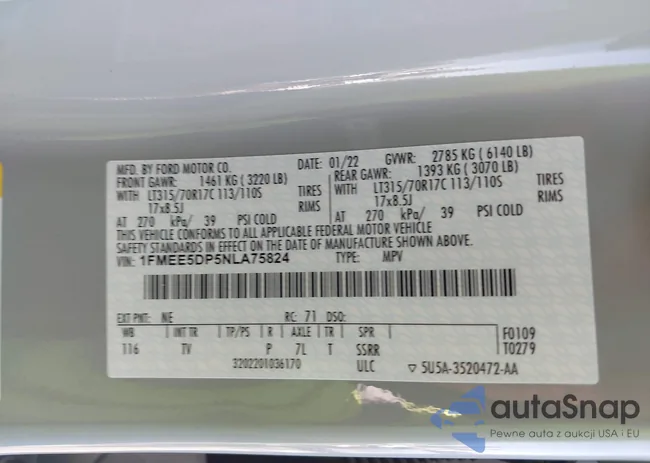 MFD. BY FORD MOTOR CO. DATE: 01/22 GVWR: 2785 KG ( 6140 LB)
FRONT GAWR: 1461 KG ( 3220 LB) REAR GAWR: 1393 KG ( 3070 LB)
WITH LT315/70R17C 113/110S TIRES WITH LT315/70R17C 113/110S TIRES
17x8.5J RIMS 17x8.5J RIMS
AT 270 kPa/ 39 PSI COLD AT 270 kPa/ 39 PSI COLD
THIS VEHICLE CONFORMS TO ALL APPLICABLE FEDERAL MOTOR VEHICLE
SAFETY STANDARDS IN EFFECT ON THE DATE OF MANUFACTURE SHOWN ABOVE.
VIN: 1FMEE5DP5NLA75824 TYPE: MPV
EXT PNT: NE RC: 71 DSO:
WB INT TR TP/PS R AXLE TR SPR F0109
116 TV P 7L T SSRR T0279
3202201036170 ULC ▽ 5U5A-3520472-AA
autaSnap
Pewne auta z aukcji USA i EU